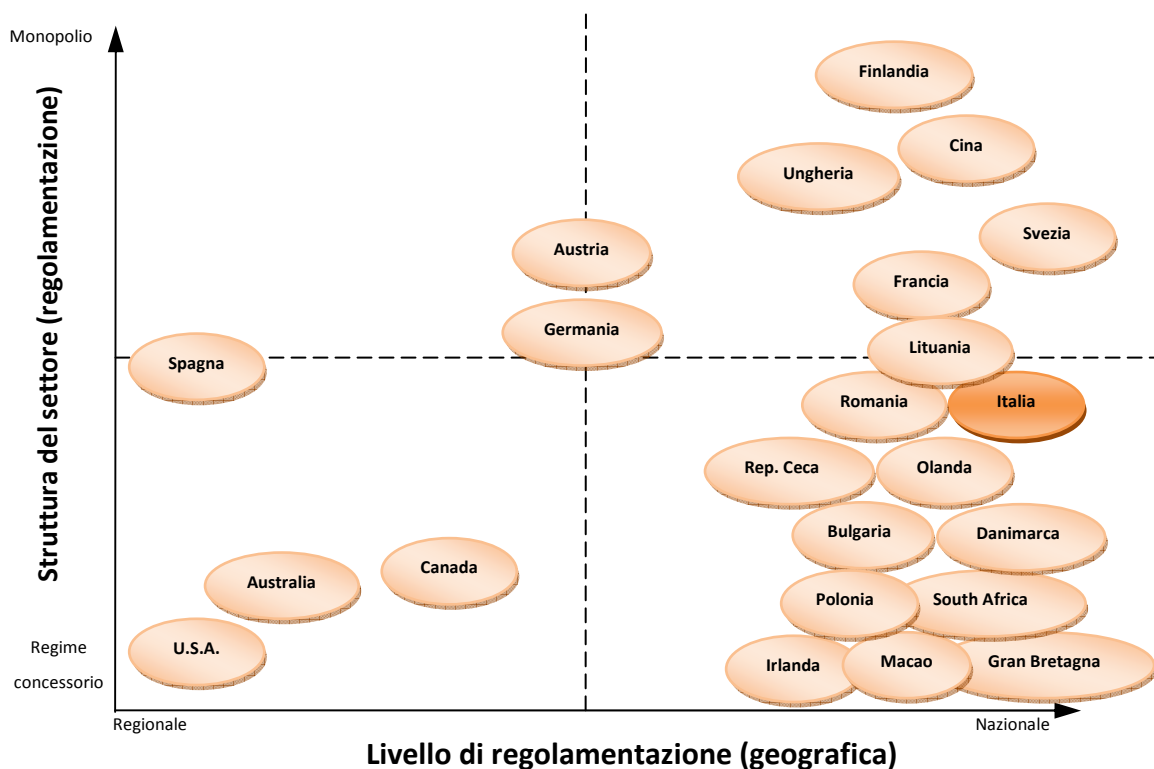 Monopolio
Struttura del settore (regolamentazione)
Finlandia
Cina
Ungheria
Svezia
Austria
Francia
Germania
Lituania
Spagna
Romania
Italia
Rep. Ceca
Olanda
Bulgaria
Danimarca
Canada
Australia
Polonia
South Africa
U.S.A.
Irlanda
Macao
Gran Bretagna
Regime
concessorio
Regionale
Nazionale
Livello di regolamentazione (geografica)